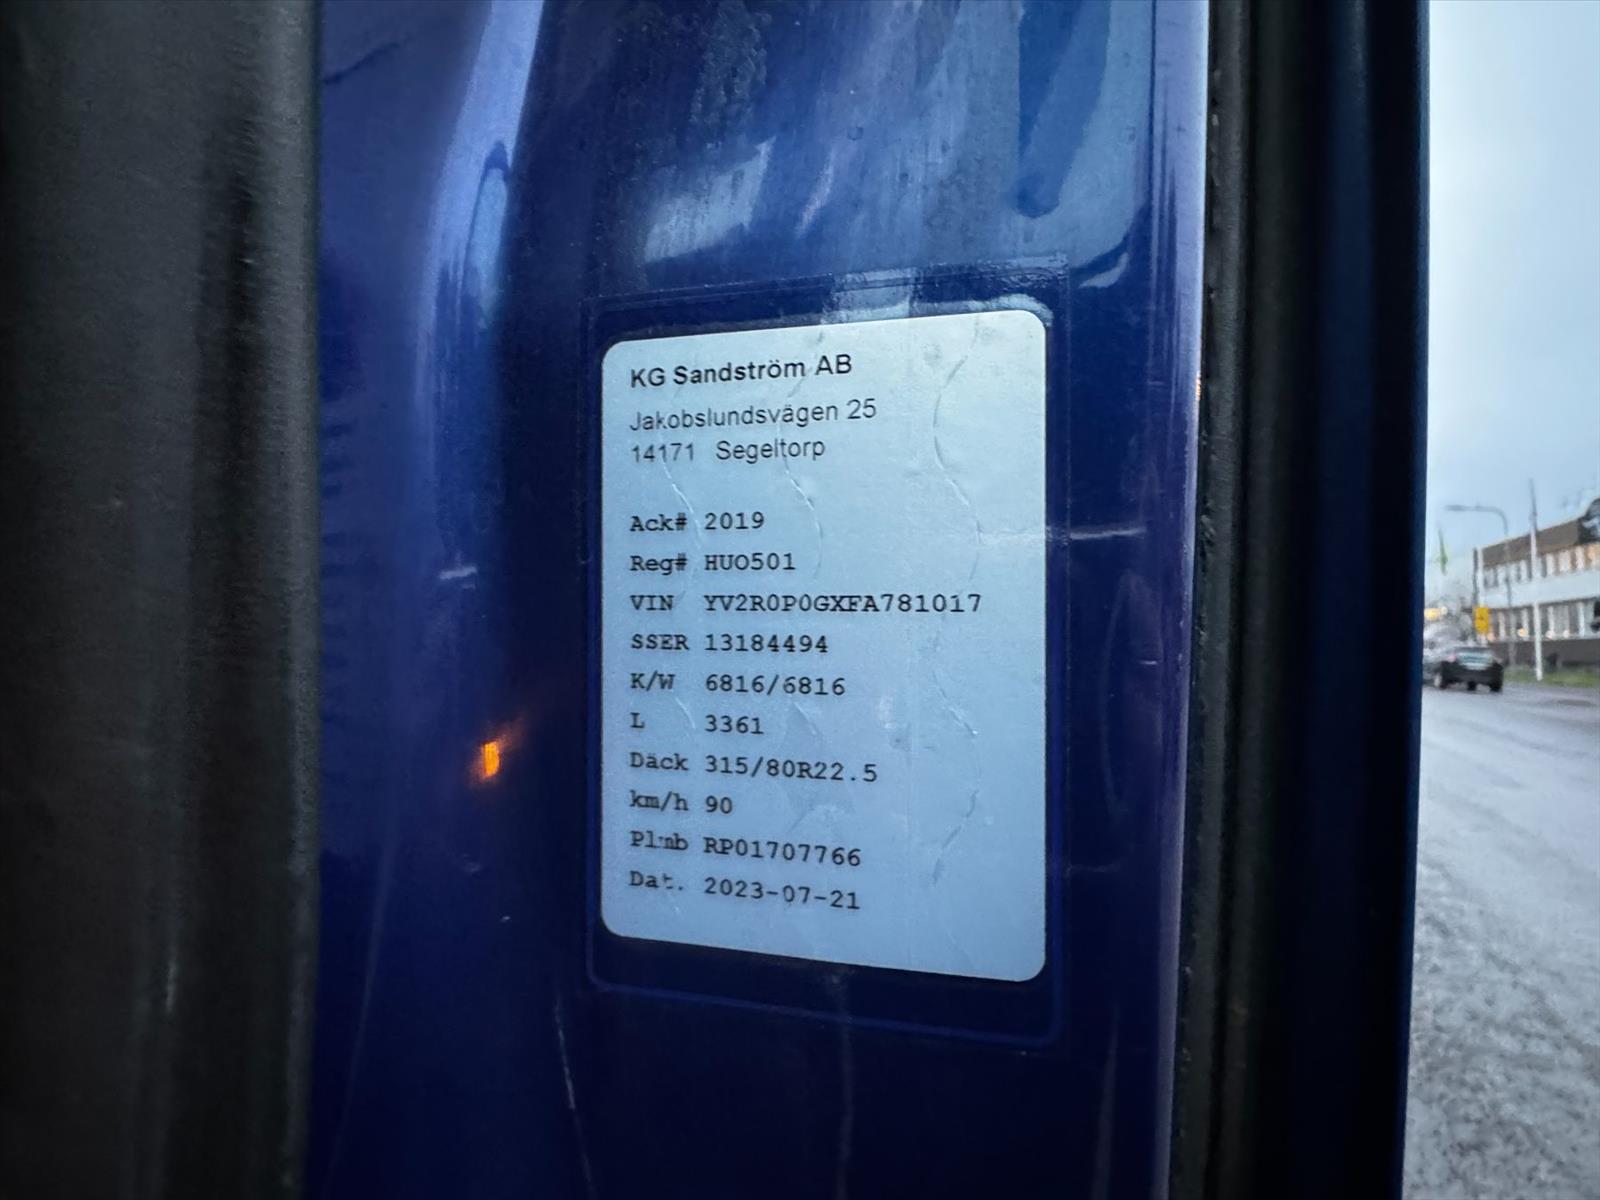 KG Sandström AB
Jakobslundsvägen 25
14171 Segeltorp
Ack# 2019
Reg# HUO501
VIN YV2R0P0GXFA781017
SSER 13184494
K/W 6816/6816
L 3361
Däck 315/80R22.5
km/h 90
Plmb RP01707766
Dat. 2023-07-21